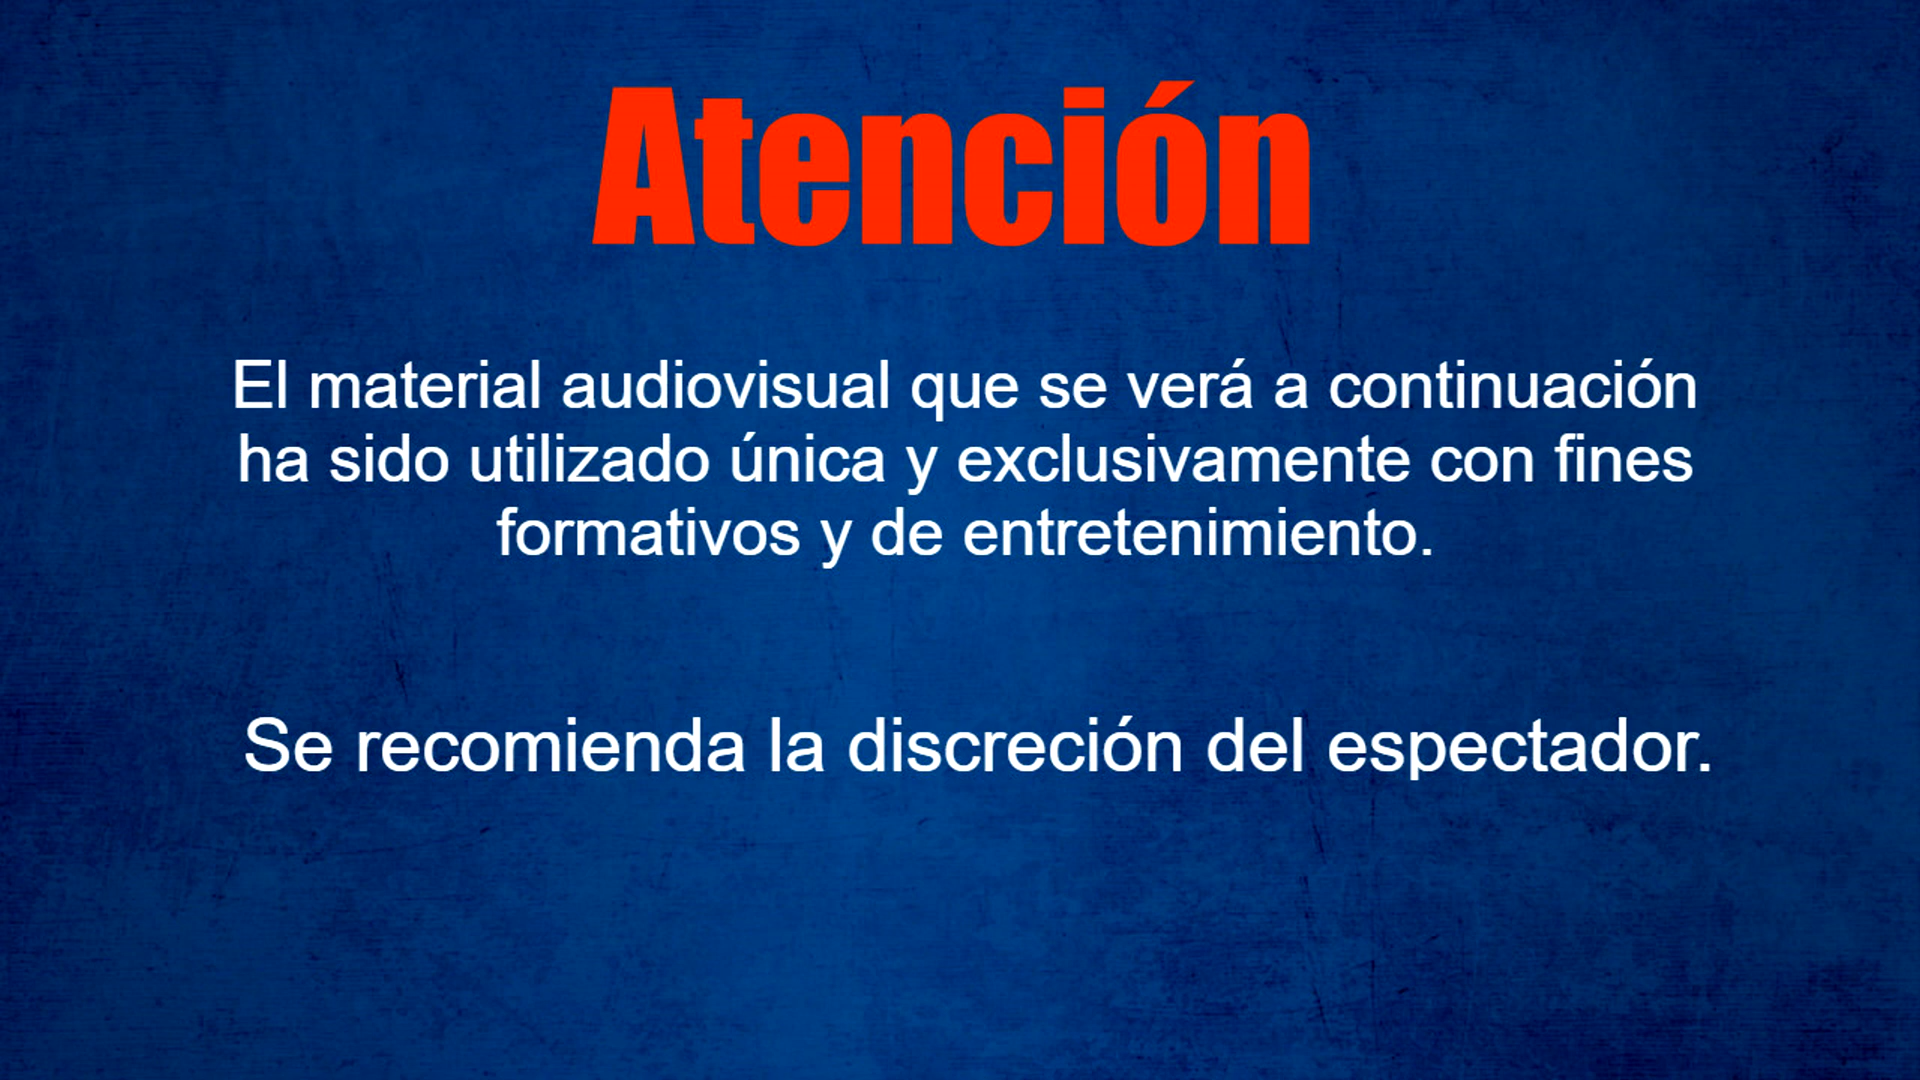 Atención
El material audiovisual que se verá a continuación
ha sido utilizado única y exclusivamente con fines
formativos y de entretenimiento.
Se recomienda la discreción del espectador.